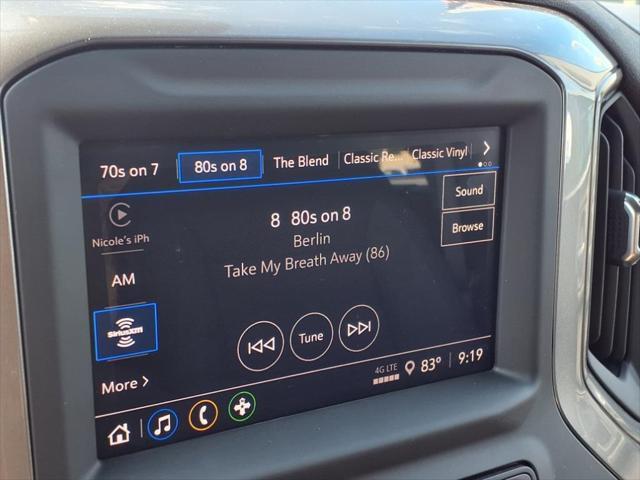 70s on 7
80s on 8
The Blend
Classic Re...
Classic Vinyl
Nicole's iPh
8 80s on 8
Sound
Berlin
Browse
Take My Breath Away (86)
AM
SiriusXM
Tune
More
4G LTE
83°
9:19